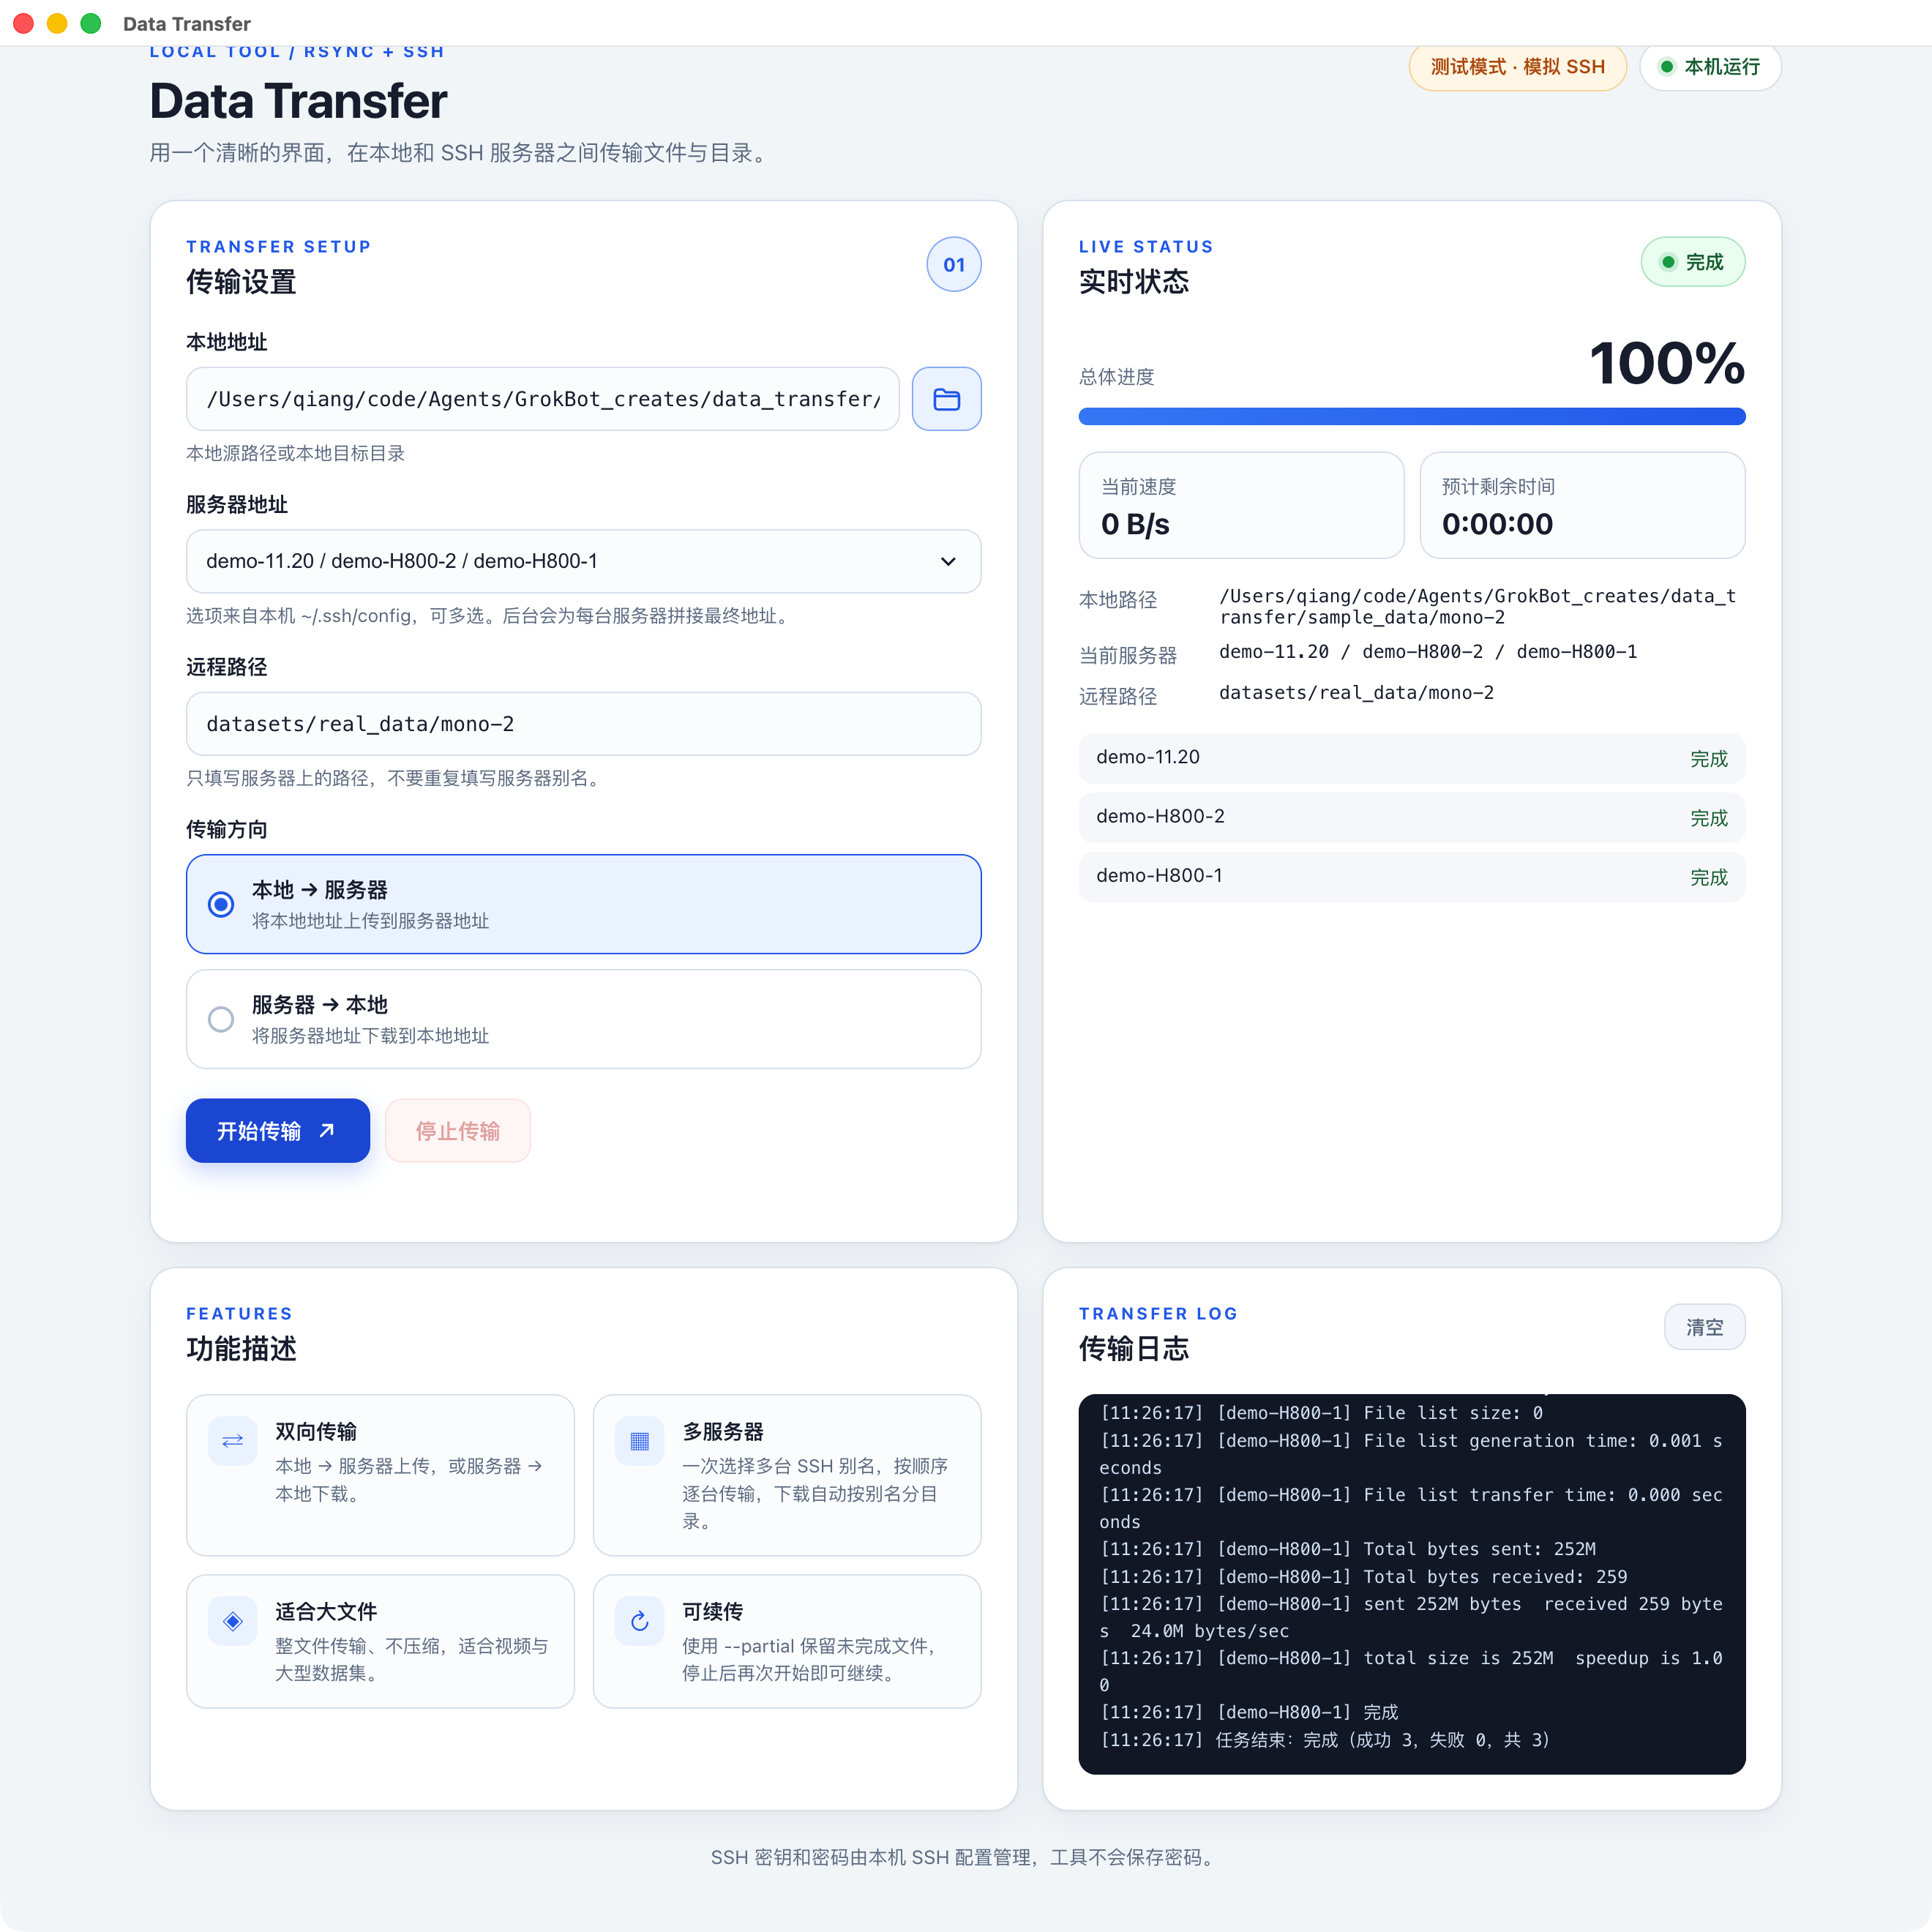 Data Transfer
LOCAL TOOL / RSYNC + SSH
Data Transfer
用一个清晰的界面，在本地和 SSH 服务器之间传输文件与目录。
测试模式 · 模拟 SSH
本机运行
TRANSFER SETUP
传输设置
01
本地地址
/Users/qiang/code/Agents/GrokBot_creates/data_transfer/
本地源路径或本地目标目录
服务器地址
demo-11.20 / demo-H800-2 / demo-H800-1
选项来自本机 ~/.ssh/config，可多选。后台会为每台服务器拼接最终地址。
远程路径
datasets/real_data/mono-2
只填写服务器上的路径，不要重复填写服务器别名。
传输方向
本地 → 服务器
将本地地址上传到服务器地址
服务器 → 本地
将服务器地址下载到本地地址
开始传输 ↗
停止传输
LIVE STATUS
实时状态
完成
总体进度
100%
当前速度
0 B/s
预计剩余时间
0:00:00
本地路径
/Users/qiang/code/Agents/GrokBot_creates/data_t
ransfer/sample_data/mono-2
当前服务器
demo-11.20 / demo-H800-2 / demo-H800-1
远程路径
datasets/real_data/mono-2
demo-11.20 完成
demo-H800-2 完成
demo-H800-1 完成
FEATURES
功能描述
双向传输
本地 → 服务器上传，或服务器 →
本地下载。
多服务器
一次选择多台 SSH 别名，按顺序
逐台传输，下载自动按别名分目
录。
适合大文件
整文件传输、不压缩，适合视频与
大型数据集。
可续传
使用 --partial 保留未完成文件，
停止后再次开始即可继续。
TRANSFER LOG
传输日志
清空
[11:26:17] [demo-H800-1] File list size: 0
[11:26:17] [demo-H800-1] File list generation time: 0.001 s
econds
[11:26:17] [demo-H800-1] File list transfer time: 0.000 sec
onds
[11:26:17] [demo-H800-1] Total bytes sent: 252M
[11:26:17] [demo-H800-1] Total bytes received: 259
[11:26:17] [demo-H800-1] sent 252M bytes  received 259 byte
s  24.0M bytes/sec
[11:26:17] [demo-H800-1] total size is 252M  speedup is 1.0
0
[11:26:17] [demo-H800-1] 完成
[11:26:17] 任务结束：完成（成功 3，失败 0，共 3）
SSH 密钥和密码由本机 SSH 配置管理，工具不会保存密码。